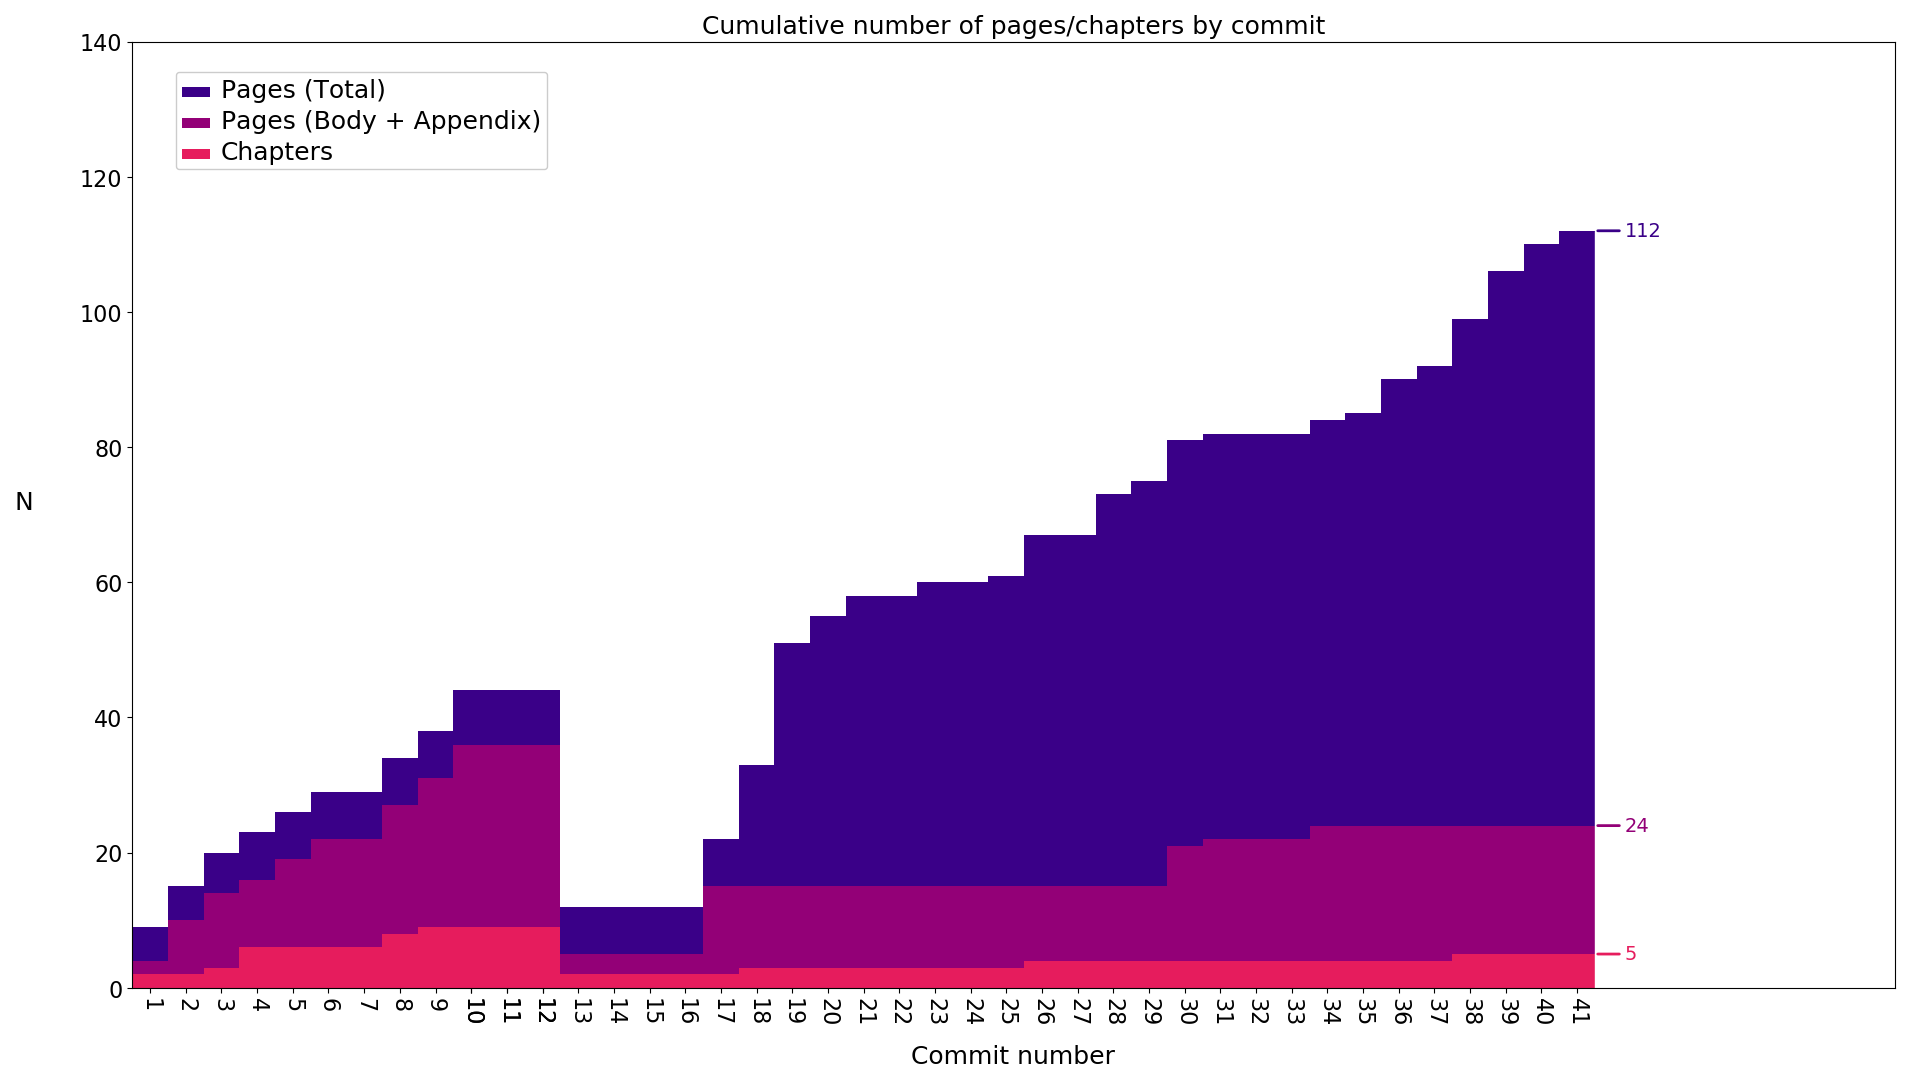 Cumulative number of pages/chapters by commit
140
120
100
80
60
40
20
0
N
Pages (Total)
Pages (Body + Appendix)
Chapters
112
24
5
1 2 3 4 5 6 7 8 9 10 11 12 13 14 15 16 17 18 19 20 21 22 23 24 25 26 27 28 29 30 31 32 33 34 35 36 37 38 39 40 41
Commit number